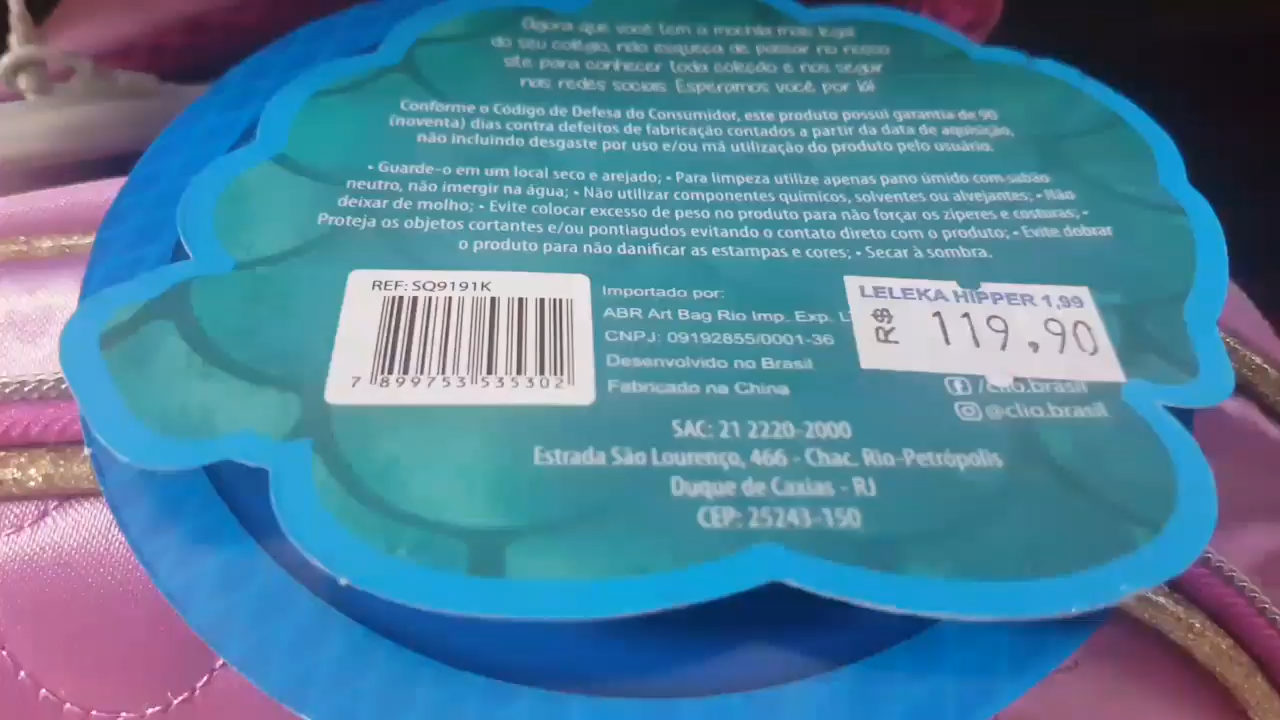 Agora que você tem a mochila mais legal
do seu colégio, não esqueça de passar no nosso
site para conhecer toda coleção e nos seguir
nas redes sociais. Esperamos você por lá!
Conforme o Código de Defesa do Consumidor, este produto possui garantia de 90
(noventa) dias contra defeitos de fabricação contados a partir da data de aquisição,
não incluindo desgaste por uso e/ou má utilização do produto pelo usuário.
• Guarde-o em um local seco e arejado; • Para limpeza utilize apenas pano úmido com sabão
neutro, não imergir na água; • Não utilizar componentes químicos, solventes ou alvejantes; • Não
deixar de molho; • Evite colocar excesso de peso no produto para não forçar os zíperes e costuras; •
Proteja os objetos cortantes e/ou pontiagudos evitando o contato direto com o produto; • Evite dobrar
o produto para não danificar as estampas e cores; • Secar à sombra.
REF: SQ9191K
7 899753 535302
Importado por:
ABR Art Bag Rio Imp. Exp. L
CNPJ: 09192855/0001-36
Desenvolvido no Brasil
Fabricado na China
LELEKA HIPPER 1,99
R$ 119,90
/clio.brasil
@clio.brasil
SAC: 21 2220-2000
Estrada São Lourenço, 466 - Chac. Rio-Petrópolis
Duque de Caxias - RJ
CEP: 25243-150